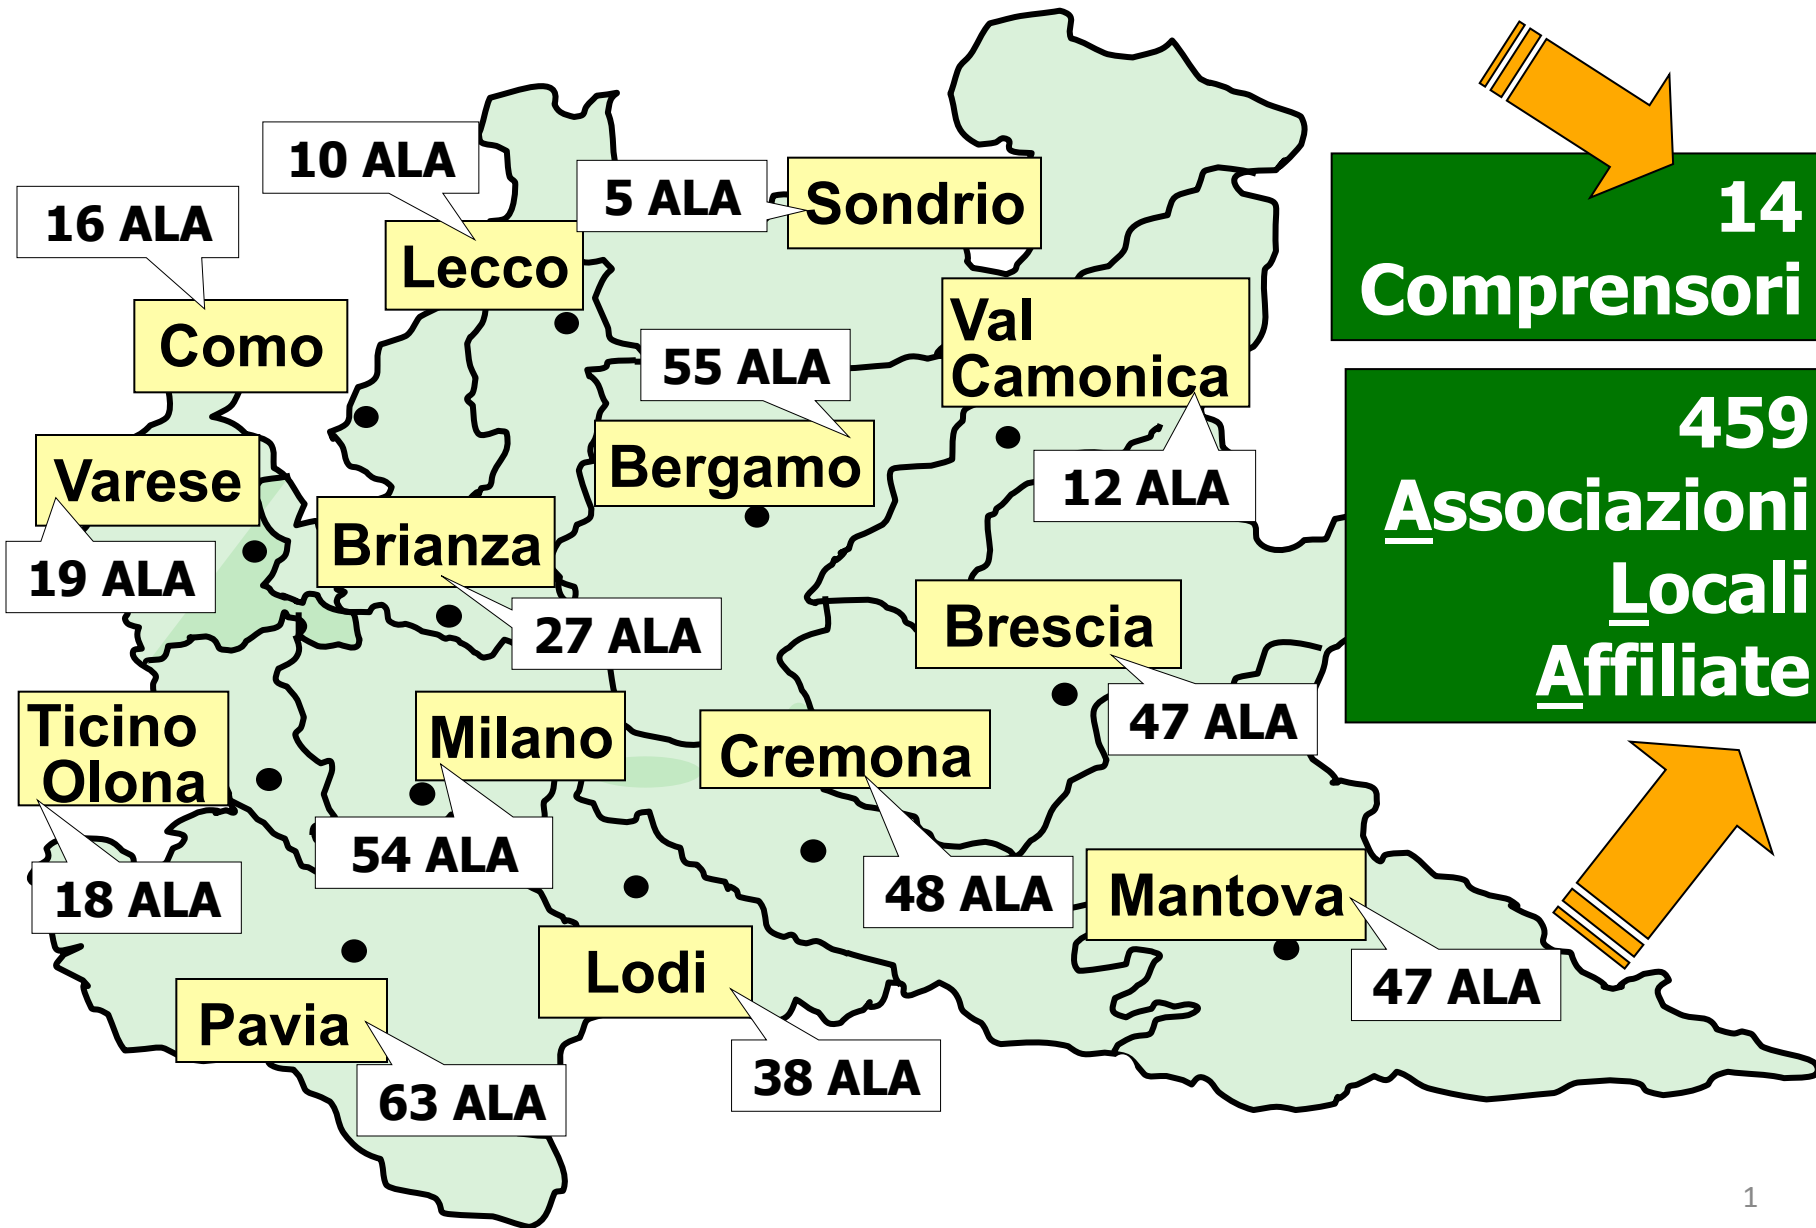 10 ALA
5 ALA
Sondrio
14
Comprensori
16 ALA
Lecco
Como
55 ALA
Val
Camonica
459
Associazioni
Locali
Affiliate
Varese
Bergamo
12 ALA
19 ALA
Brianza
27 ALA
Brescia
47 ALA
Ticino
Olona
Milano
Cremona
54 ALA
18 ALA
48 ALA
Mantova
47 ALA
Lodi
Pavia
38 ALA
63 ALA
1